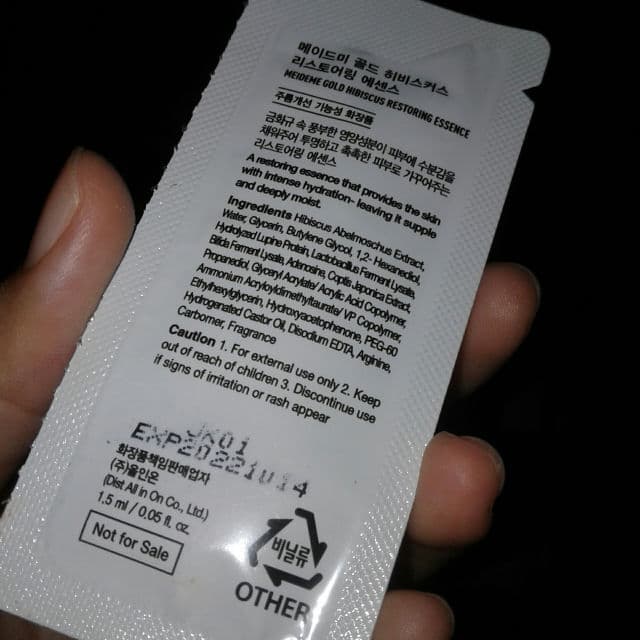 메이드미 골드 히비스커스
리스토어링 에센스
MEIDEME GOLD HIBISCUS RESTORING ESSENCE
주름개선 기능성 화장품
금화규 속 풍부한 영양성분이 피부에 수분감을
채워주어 투명하고 촉촉한 피부로 가꾸어주는
리스토어링 에센스
A restoring essence that provides the skin
with intense hydration- leaving it supple
and deeply moist.
Ingredients Hibiscus Abelmoschus Extract,
Water, Glycerin, Butylene Glycol, 1,2- Hexanediol,
Hydrolyzed Lupine Protein, Lactobacillus Ferment Lysate,
Bifida Ferment Lysate, Adenosine, Coptis Japonica Extract,
Propanediol, Glyceryl Acrylate/ Acrylic Acid Copolymer,
Ammonium Acryloyldimethyltaurate/ VP Copolymer,
Ethylhexylglycerin, Hydroxyacetophenone, PEG-60
Hydrogenated Castor Oil, Disodium EDTA, Arginine,
Carbomer, Fragrance
Caution 1. For external use only 2. Keep
out of reach of children 3. Discontinue use
if signs of irritation or rash appear
JK01
EXP20221014
화장품책임판매업자
(주)올인온
(Dist All in On Co., Ltd.)
1.5 ml / 0.05 fl. oz.
Not for Sale
비닐류
OTHER